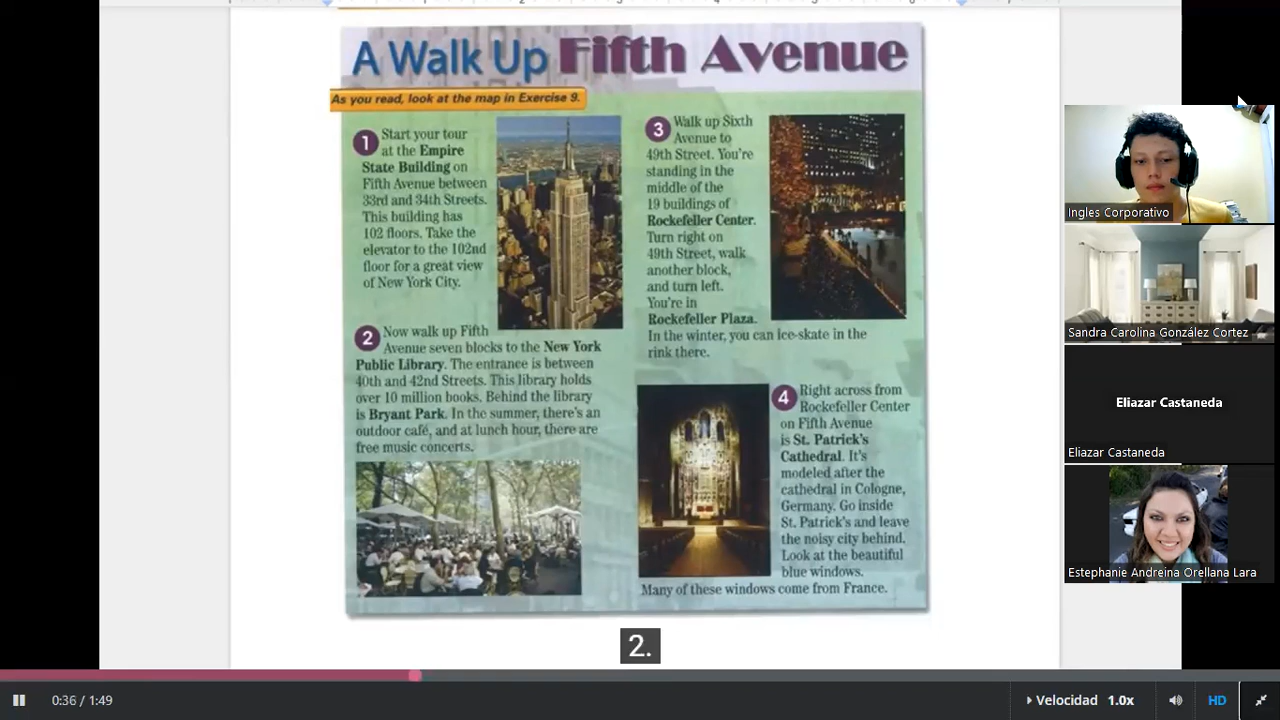 A Walk Up Fifth Avenue
As you read, look at the map in Exercise 9.
1 Start your tour
at the Empire
State Building on
Fifth Avenue between
33rd and 34th Streets.
This building has
102 floors. Take the
elevator to the 102nd
floor for a great view
of New York City.
2 Now walk up Fifth
Avenue seven blocks to the New York
Public Library. The entrance is between
40th and 42nd Streets. This library holds
over 10 million books. Behind the library
is Bryant Park. In the summer, there's an
outdoor café, and at lunch hour, there are
free music concerts.
3 Walk up Sixth
Avenue to
49th Street. You're
standing in the
middle of the
19 buildings of
Rockefeller Center.
Turn right on
49th Street, walk
another block,
and turn left.
You're in
Rockefeller Plaza.
In the winter, you can ice-skate in the
rink there.
4 Right across from
Rockefeller Center
on Fifth Avenue
is St. Patrick's
Cathedral. It's
modeled after the
cathedral in Cologne,
Germany. Go inside
St. Patrick's and leave
the noisy city behind.
Look at the beautiful
blue windows.
Many of these windows come from France.
2.
Ingles Corporativo
Sandra Carolina González Cortez
Eliazar Castaneda
Eliazar Castaneda
Estephanie Andreina Orellana Lara
0:36 / 1:49
Velocidad 1.0x
HD